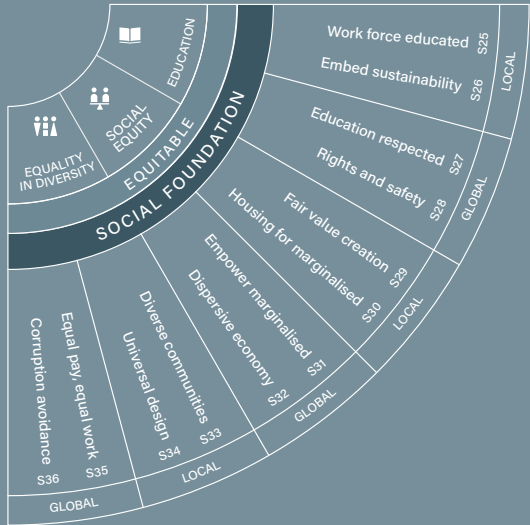 EDUCATION
SOCIAL
EQUITY
EQUALITY
IN DIVERSITY
EQUITABLE
SOCIAL FOUNDATION
Work force educated S25
Embed sustainability S26
LOCAL
Education respected S27
Rights and safety S28
GLOBAL
Fair value creation S29
Housing for marginalised S30
LOCAL
Empower marginalised S31
Dispersive economy S32
GLOBAL
Diverse communities S33
Universal design S34
LOCAL
Equal pay, equal work S35
Corruption avoidance S36
GLOBAL